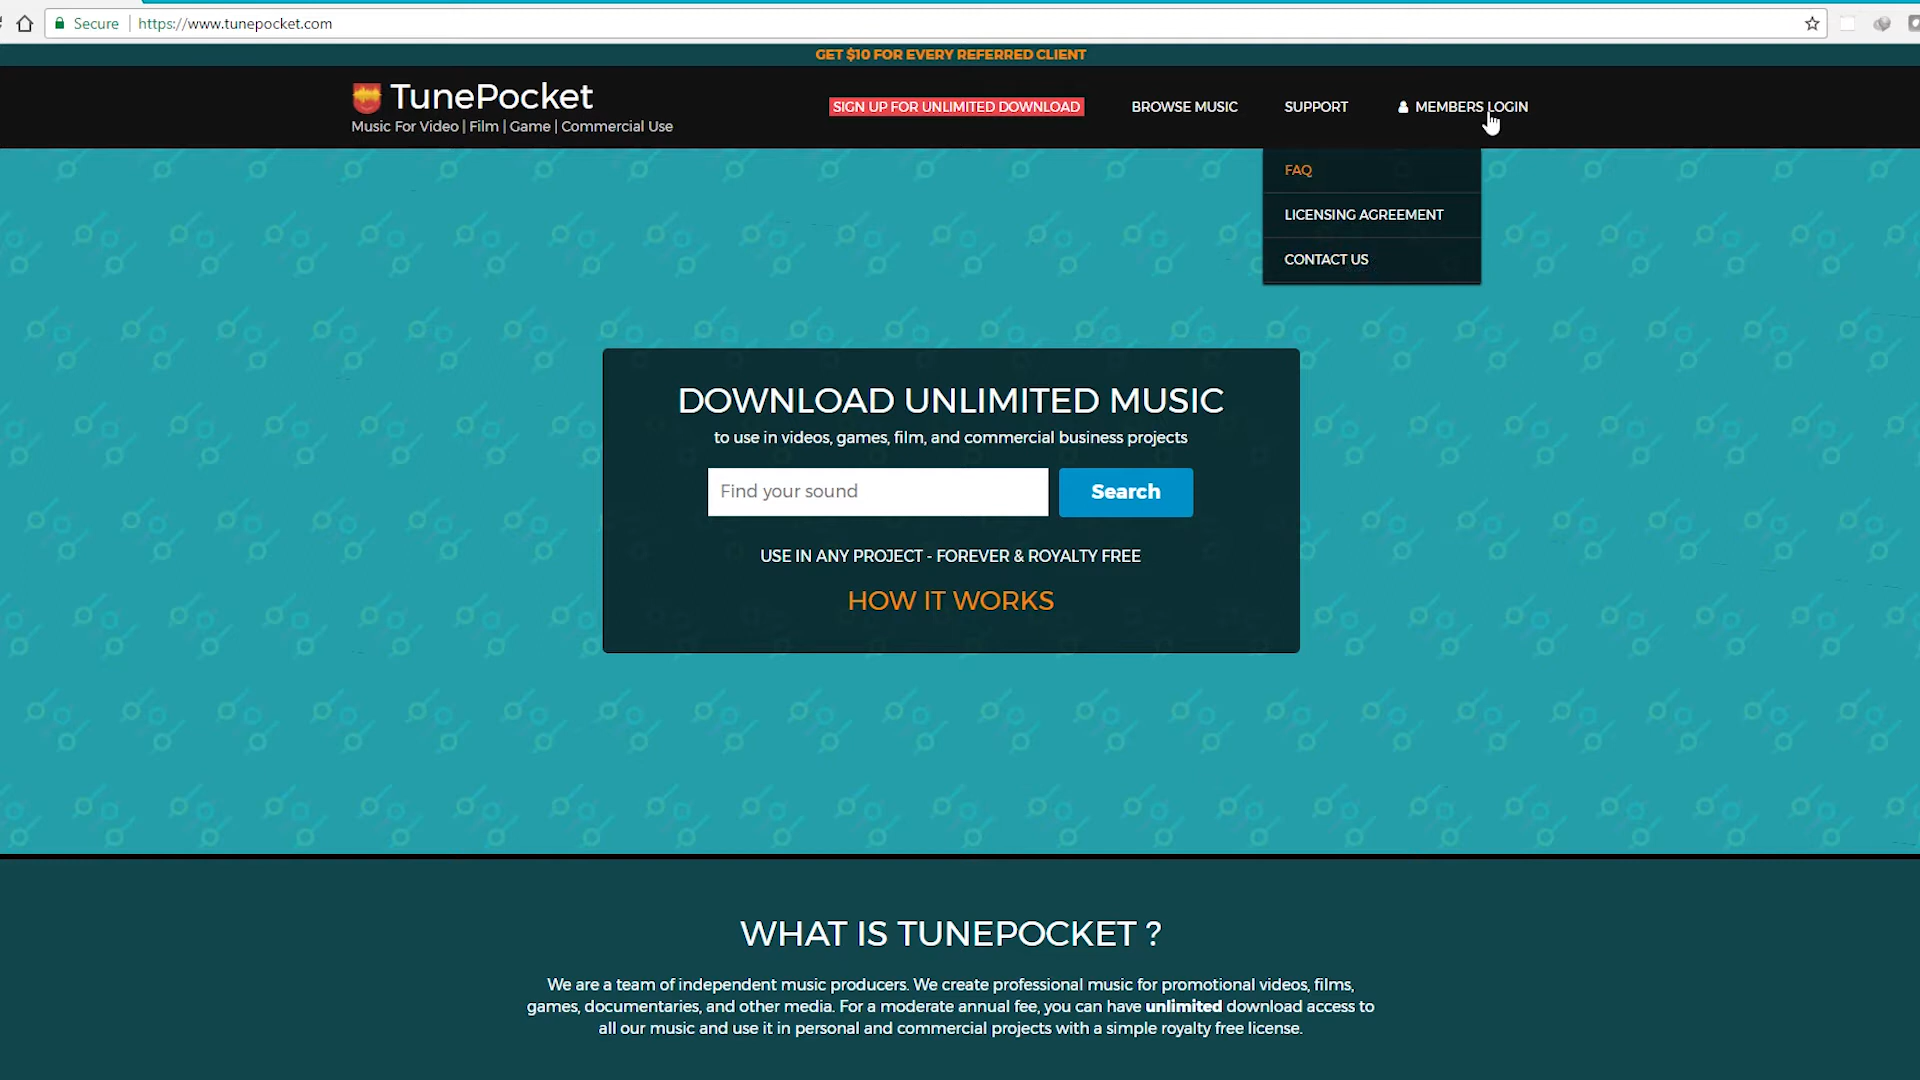 Secure https://www.tunepocket.com
GET $10 FOR EVERY REFERRED CLIENT
TunePocket
Music For Video | Film | Game | Commercial Use
SIGN UP FOR UNLIMITED DOWNLOAD
BROWSE MUSIC
SUPPORT
MEMBERS LOGIN
FAQ
LICENSING AGREEMENT
CONTACT US
DOWNLOAD UNLIMITED MUSIC
to use in videos, games, film, and commercial business projects
Find your sound
Search
USE IN ANY PROJECT - FOREVER & ROYALTY FREE
HOW IT WORKS
WHAT IS TUNEPOCKET ?
We are a team of independent music producers. We create professional music for promotional videos, films,
games, documentaries, and other media. For a moderate annual fee, you can have unlimited download access to
all our music and use it in personal and commercial projects with a simple royalty free license.